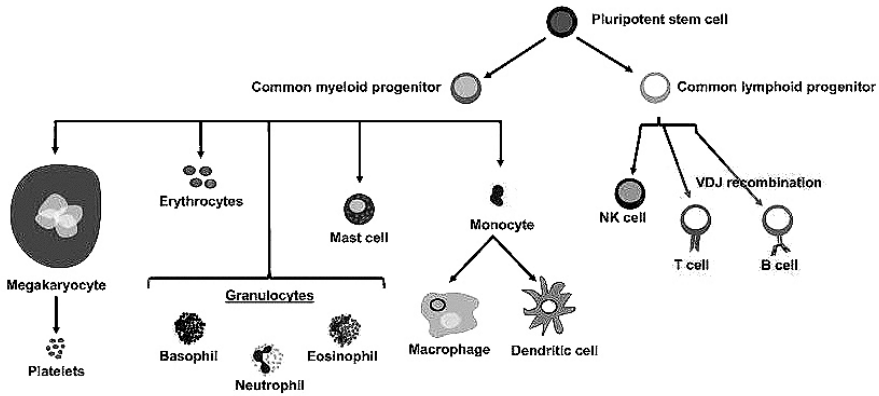 Pluripotent stem cell
Common myeloid progenitor
Common lymphoid progenitor
Erythrocytes
Mast cell
Monocyte
NK cell
VDJ recombination
T cell
B cell
Megakaryocyte
Granulocytes
Basophil
Neutrophil
Eosinophil
Macrophage
Dendritic cell
Platelets